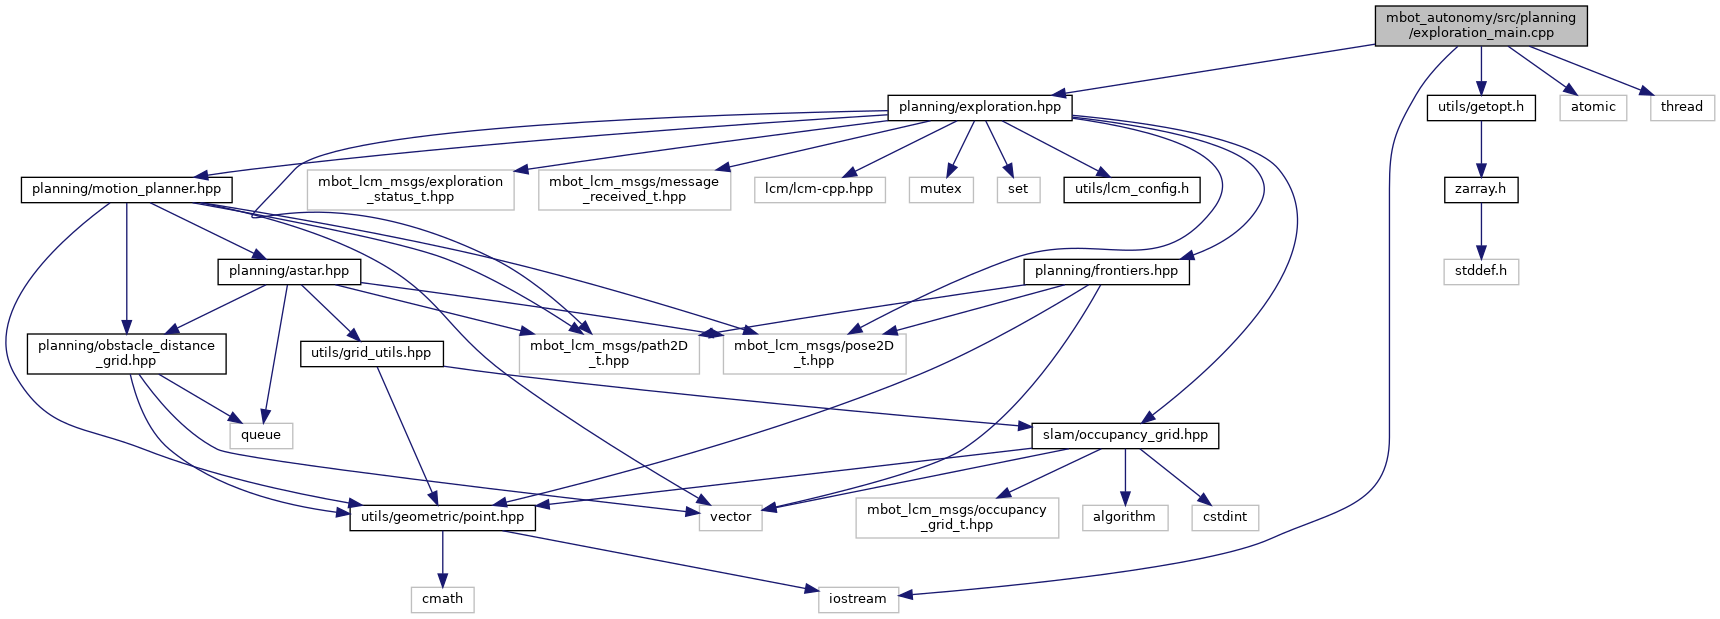 mbot_autonomy/src/planning
/exploration_main.cpp
planning/exploration.hpp
utils/getopt.h
atomic
thread
planning/motion_planner.hpp
mbot_lcm_msgs/exploration
_status_t.hpp
mbot_lcm_msgs/message
_received_t.hpp
lcm/lcm-cpp.hpp
mutex
set
utils/lcm_config.h
zarray.h
planning/astar.hpp
planning/frontiers.hpp
stddef.h
planning/obstacle_distance
_grid.hpp
utils/grid_utils.hpp
mbot_lcm_msgs/path2D
_t.hpp
mbot_lcm_msgs/pose2D
_t.hpp
queue
slam/occupancy_grid.hpp
utils/geometric/point.hpp
vector
mbot_lcm_msgs/occupancy
_grid_t.hpp
algorithm
cstdint
cmath
iostream